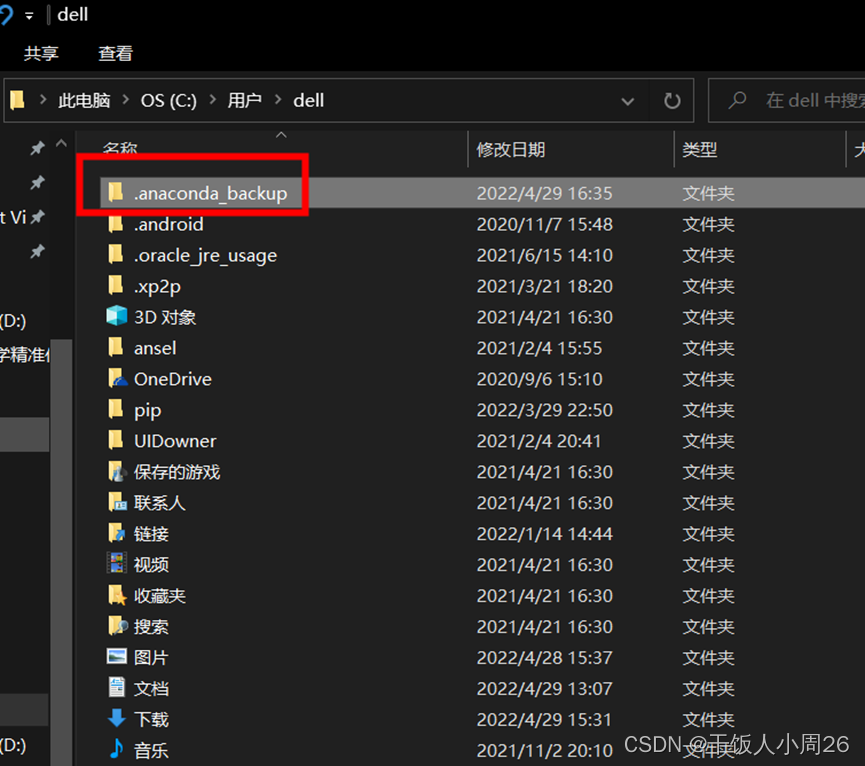 dell
共享 查看
此电脑 OS (C:) 用户 dell 在 dell 中搜
名称 修改日期 类型
.anaconda_backup 2022/4/29 16:35 文件夹
t Vi .android 2020/11/7 15:48 文件夹
.oracle_jre_usage 2021/6/15 14:10 文件夹
.xp2p 2021/3/21 18:20 文件夹
(D:) 3D 对象 2021/4/21 16:30 文件夹
学精准 ansel 2021/2/4 15:55 文件夹
OneDrive 2020/9/6 15:10 文件夹
pip 2022/3/29 22:50 文件夹
UIDowner 2021/2/4 20:41 文件夹
保存的游戏 2021/4/21 16:30 文件夹
联系人 2021/4/21 16:30 文件夹
链接 2022/1/14 14:44 文件夹
视频 2021/4/21 16:30 文件夹
收藏夹 2021/4/21 16:30 文件夹
搜索 2021/4/21 16:30 文件夹
图片 2022/4/28 15:37 文件夹
文档 2022/4/29 13:07 文件夹
下载 2022/4/29 15:31 文件夹
(D:) 音乐 2021/11/2 20:10 文件夹
CSDN @干饭人小周26